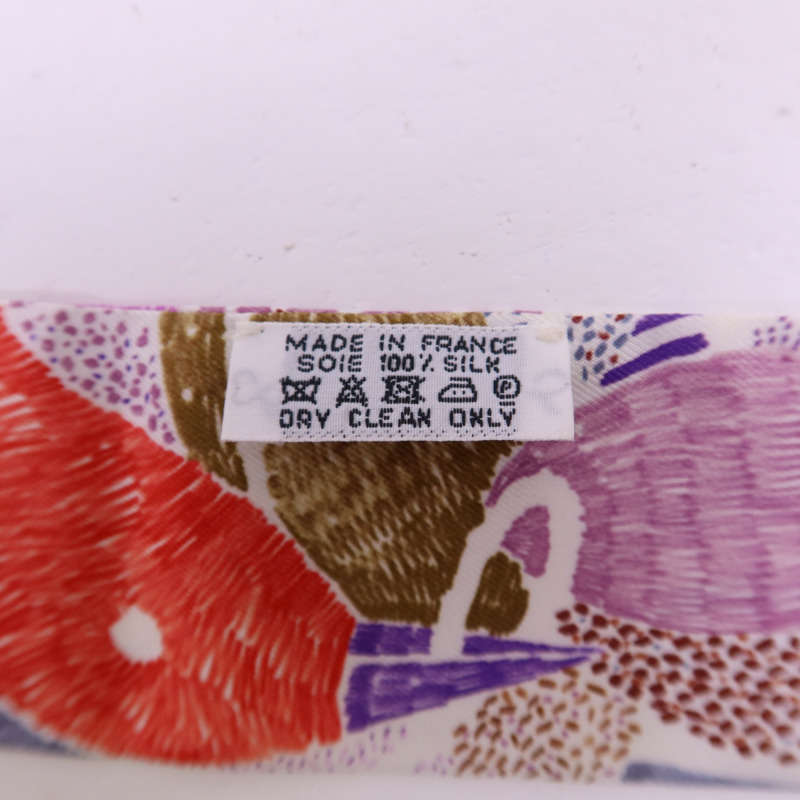 MADE IN FRANCE
SOIE 100% SILK
DRY CLEAN ONLY